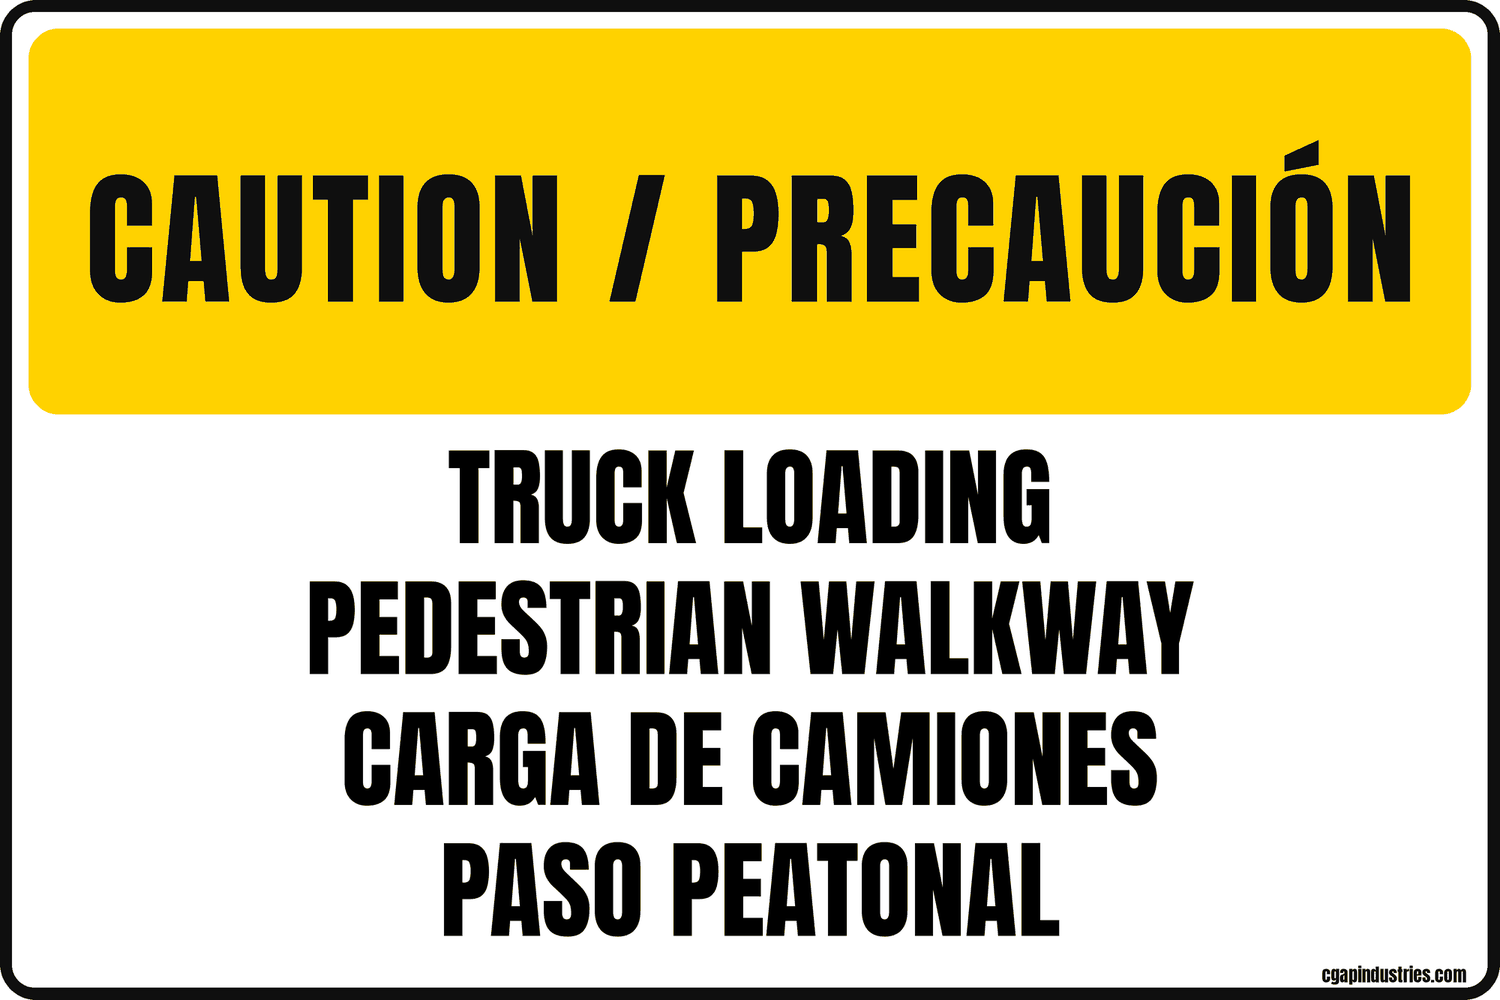 CAUTION / PRECAUCIÓN
TRUCK LOADING
PEDESTRIAN WALKWAY
CARGA DE CAMIONES
PASO PEATONAL
cgapindustries.com